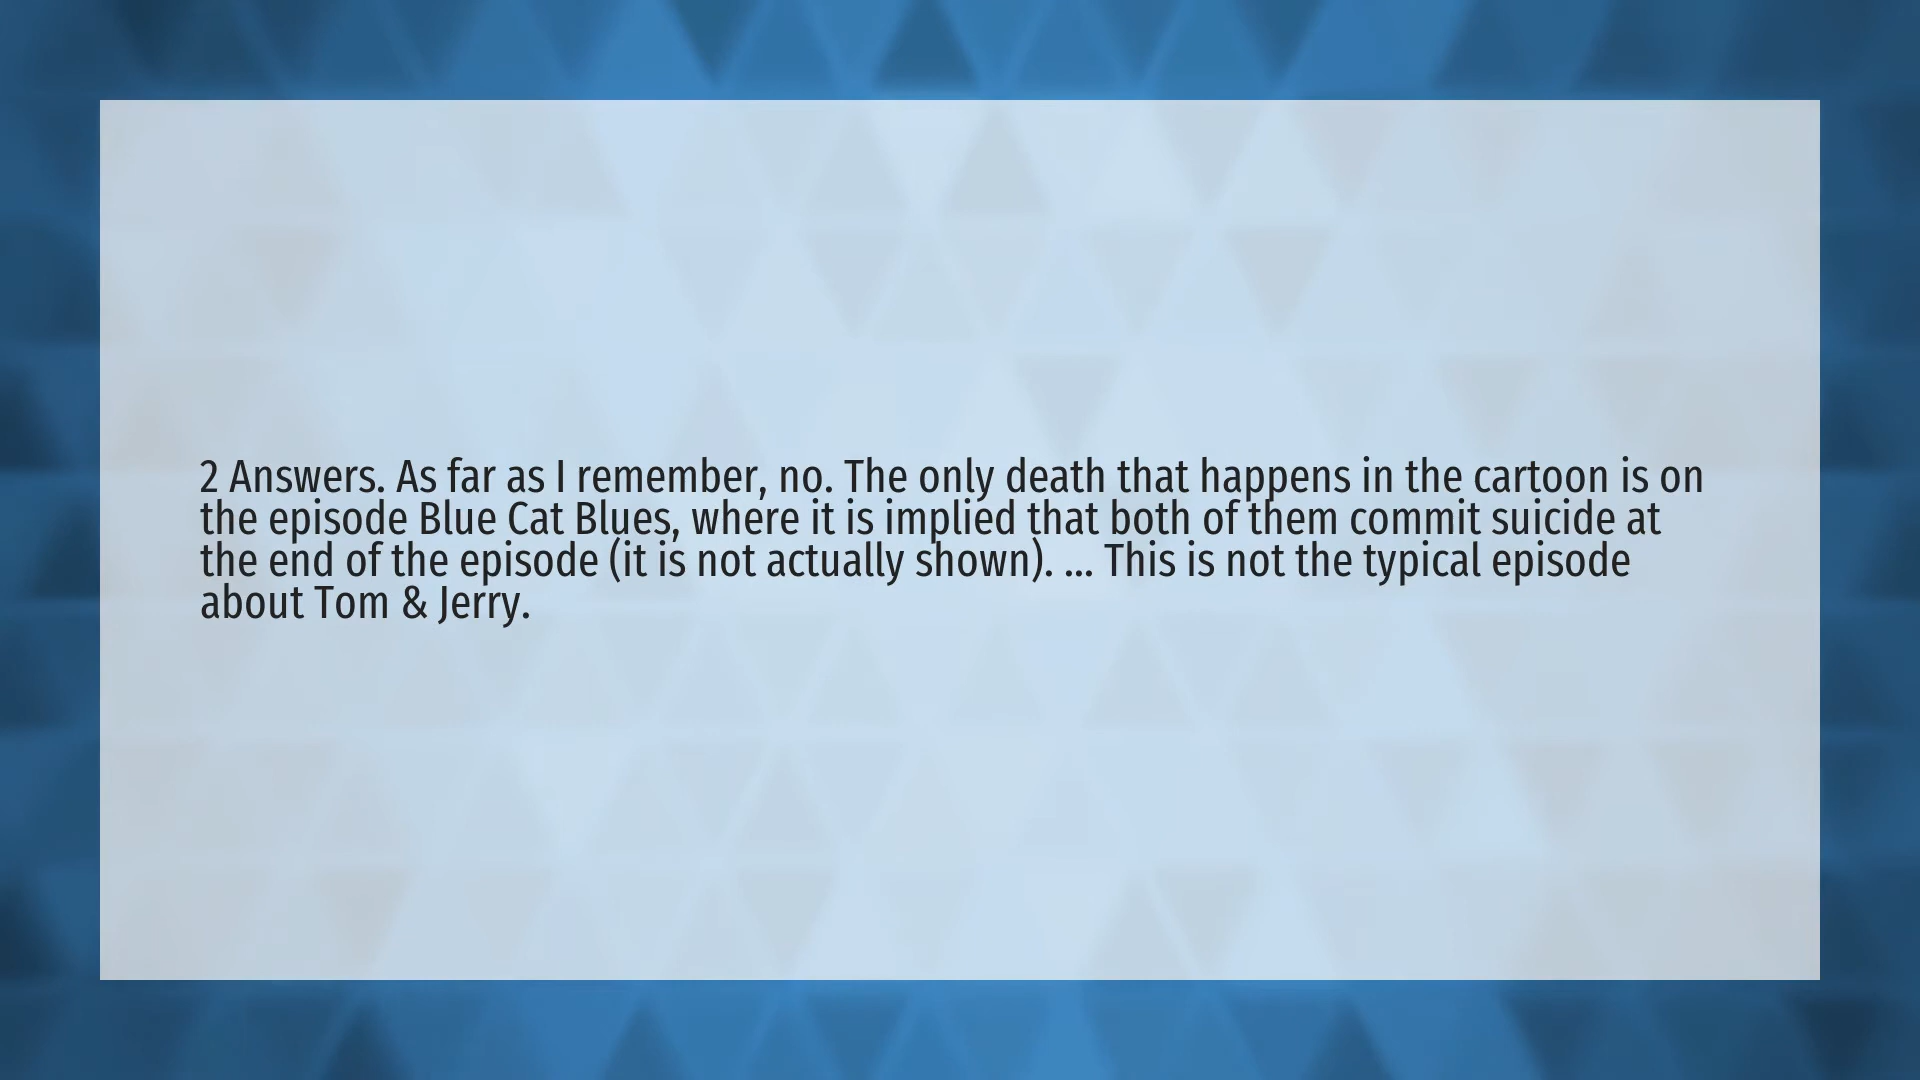 2 Answers. As far as I remember, no. The only death that happens in the cartoon is on
the episode Blue Cat Blues, where it is implied that both of them commit suicide at
the end of the episode (it is not actually shown). ... This is not the typical episode
about Tom & Jerry.